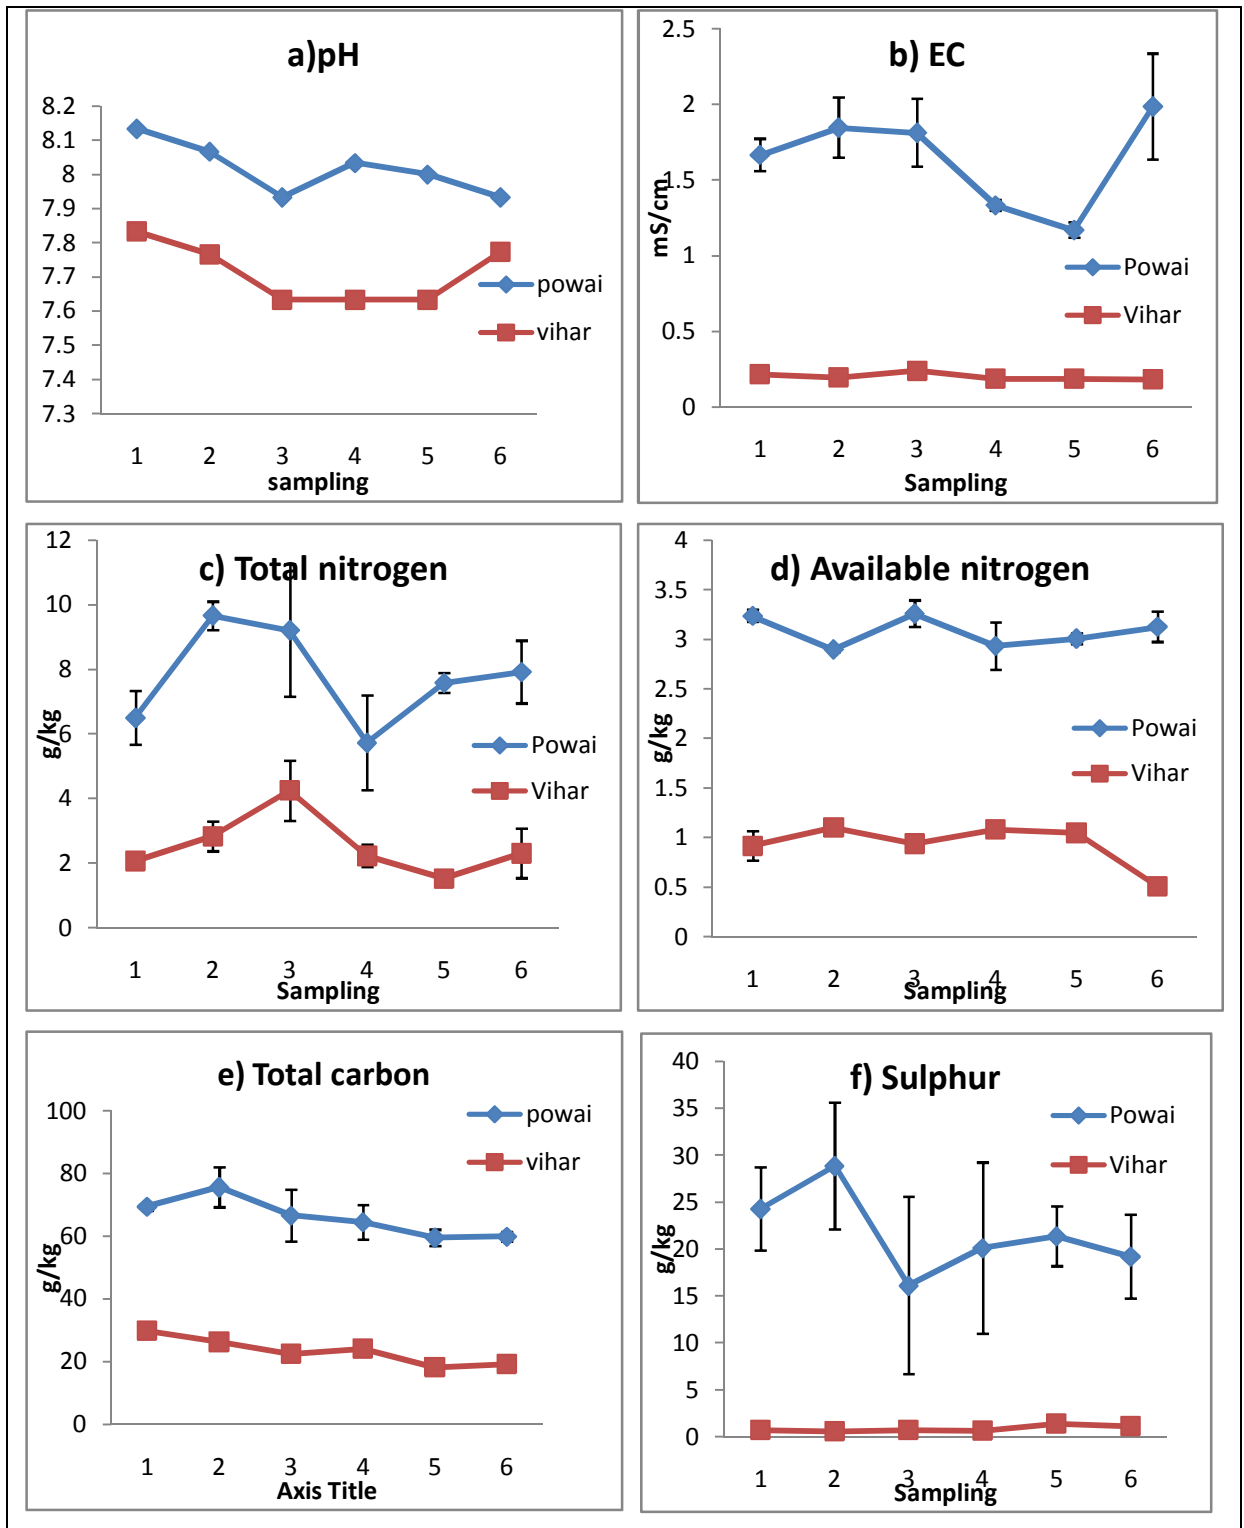 a)pH
8.2
8.1
8
7.9
7.8
7.7
7.6
7.5
7.4
7.3
powai
vihar
1 2 3 4 5 6
sampling
b) EC
2.5
2
1.5
1
0.5
0
mS/cm
Powai
Vihar
1 2 3 4 5 6
Sampling
c) Total nitrogen
12
10
8
6
4
2
0
g/kg
Powai
Vihar
1 2 3 4 5 6
Sampling
d) Available nitrogen
4
3.5
3
2.5
2
1.5
1
0.5
0
g/kg
Powai
Vihar
1 2 3 4 5 6
Sampling
e) Total carbon
100
80
60
40
20
0
g/kg
powai
vihar
1 2 3 4 5 6
Axis Title
f) Sulphur
40
35
30
25
20
15
10
5
0
g/kg
Powai
Vihar
1 2 3 4 5 6
Sampling